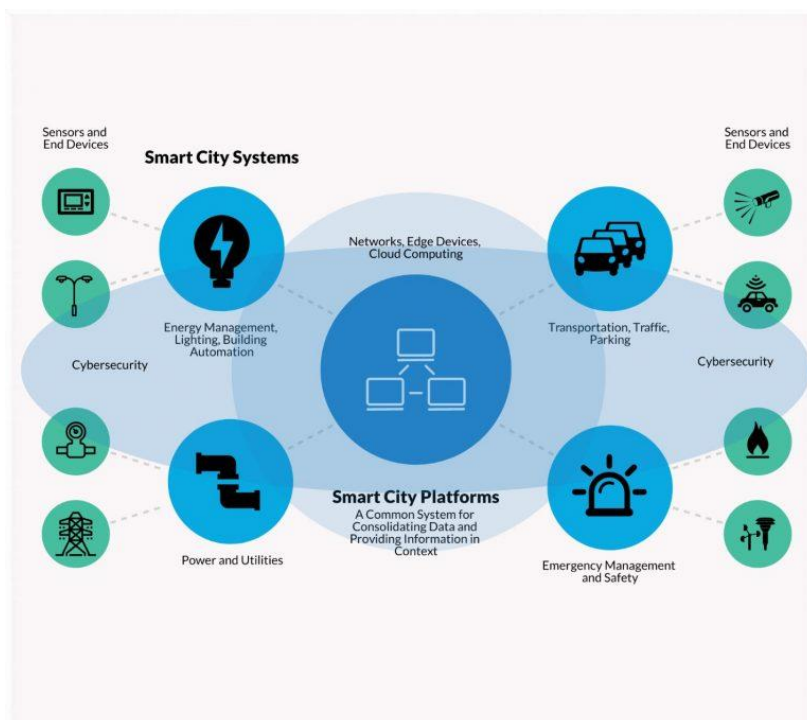 Sensors and
End Devices
Smart City Systems
Sensors and
End Devices
Networks, Edge Devices,
Cloud Computing
Energy Management,
Lighting, Building
Automation
Transportation, Traffic,
Parking
Cybersecurity
Cybersecurity
Smart City Platforms
A Common System for
Consolidating Data and
Providing Information in
Context
Power and Utilities
Emergency Management
and Safety